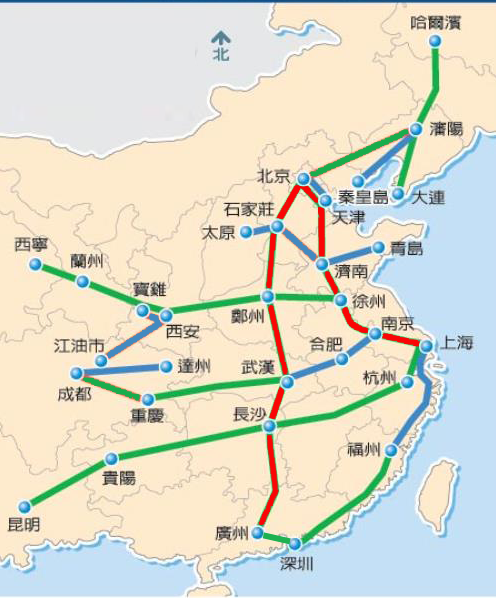 哈爾濱
北
瀋陽
北京
秦皇島
大連
天津
石家莊
太原
青島
濟南
西寧
蘭州
寶雞
徐州
鄭州
西安
南京
江油市
合肥
上海
達州
武漢
成都
杭州
重慶
長沙
福州
貴陽
昆明
廣州
深圳